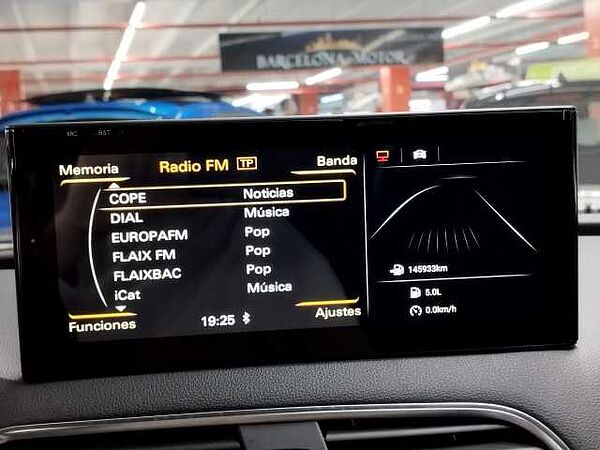 BARCELONA MOTOR
Memoria
Radio FM TP
Banda
COPE Noticias
DIAL Música
EUROPAFM Pop
FLAIX FM Pop
FLAIXBAC Pop
iCat Música
Funciones
19:25
Ajustes
145933km
5.0L
0.0km/h